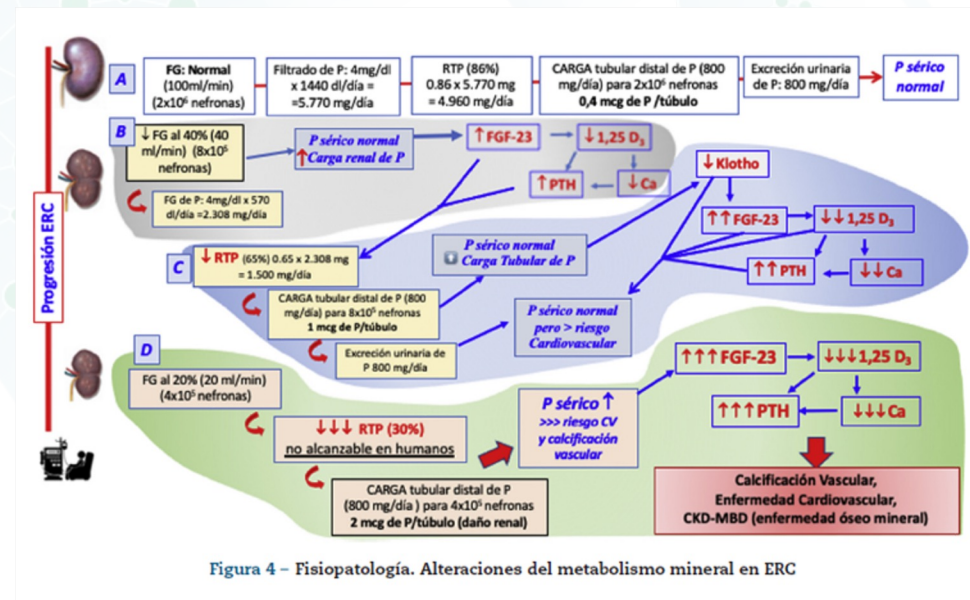 Progresión ERC
A
FG: Normal
(100ml/min)
(2x10⁶ nefronas)
Filtrado de P: 4mg/dl
x 1440 dl/día =
=5.770 mg/día
RTP (86%)
0.86 x 5.770 mg
= 4.960 mg/día
CARGA tubular distal de P (800
mg/día) para 2x10⁶ nefronas
0,4 mcg de P /túbulo
Excreción urinaria
de P: 800 mg/día
P sérico
normal
B
↓ FG al 40% (40
ml/min) (8x10⁵
nefronas)
FG de P: 4mg/dl x 570
dl/día =2.308 mg/día
P sérico normal
↑Carga renal de P
↑FGF-23
↓1,25 D₃
↑PTH
↓Ca
↓Klotho
↑↑FGF-23
↓↓1,25 D₃
↑↑PTH
↓↓Ca
C
↓ RTP (65%) 0.65 x 2.308 mg
= 1.500 mg/día
CARGA tubular distal de P (800
mg/día) para 8x10⁵ nefronas
1 mcg de P/túbulo
Excreción urinaria de
P 800 mg/día
P sérico normal
⬆ Carga Tubular de P
P sérico normal
pero > riesgo
Cardiovascular
D
FG al 20% (20 ml/min)
(4x10⁵ nefronas)
↓↓↓ RTP (30%)
no alcanzable en humanos
CARGA tubular distal de P
(800 mg/día ) para 4x10⁵ nefronas
2 mcg de P/túbulo (daño renal)
P sérico ↑
>>> riesgo CV
y calcificación
vascular
↑↑↑FGF-23
↓↓↓1,25 D₃
↑↑↑PTH
↓↓↓Ca
Calcificación Vascular,
Enfermedad Cardiovascular,
CKD-MBD (enfermedad óseo mineral)
Figura 4 – Fisiopatología. Alteraciones del metabolismo mineral en ERC